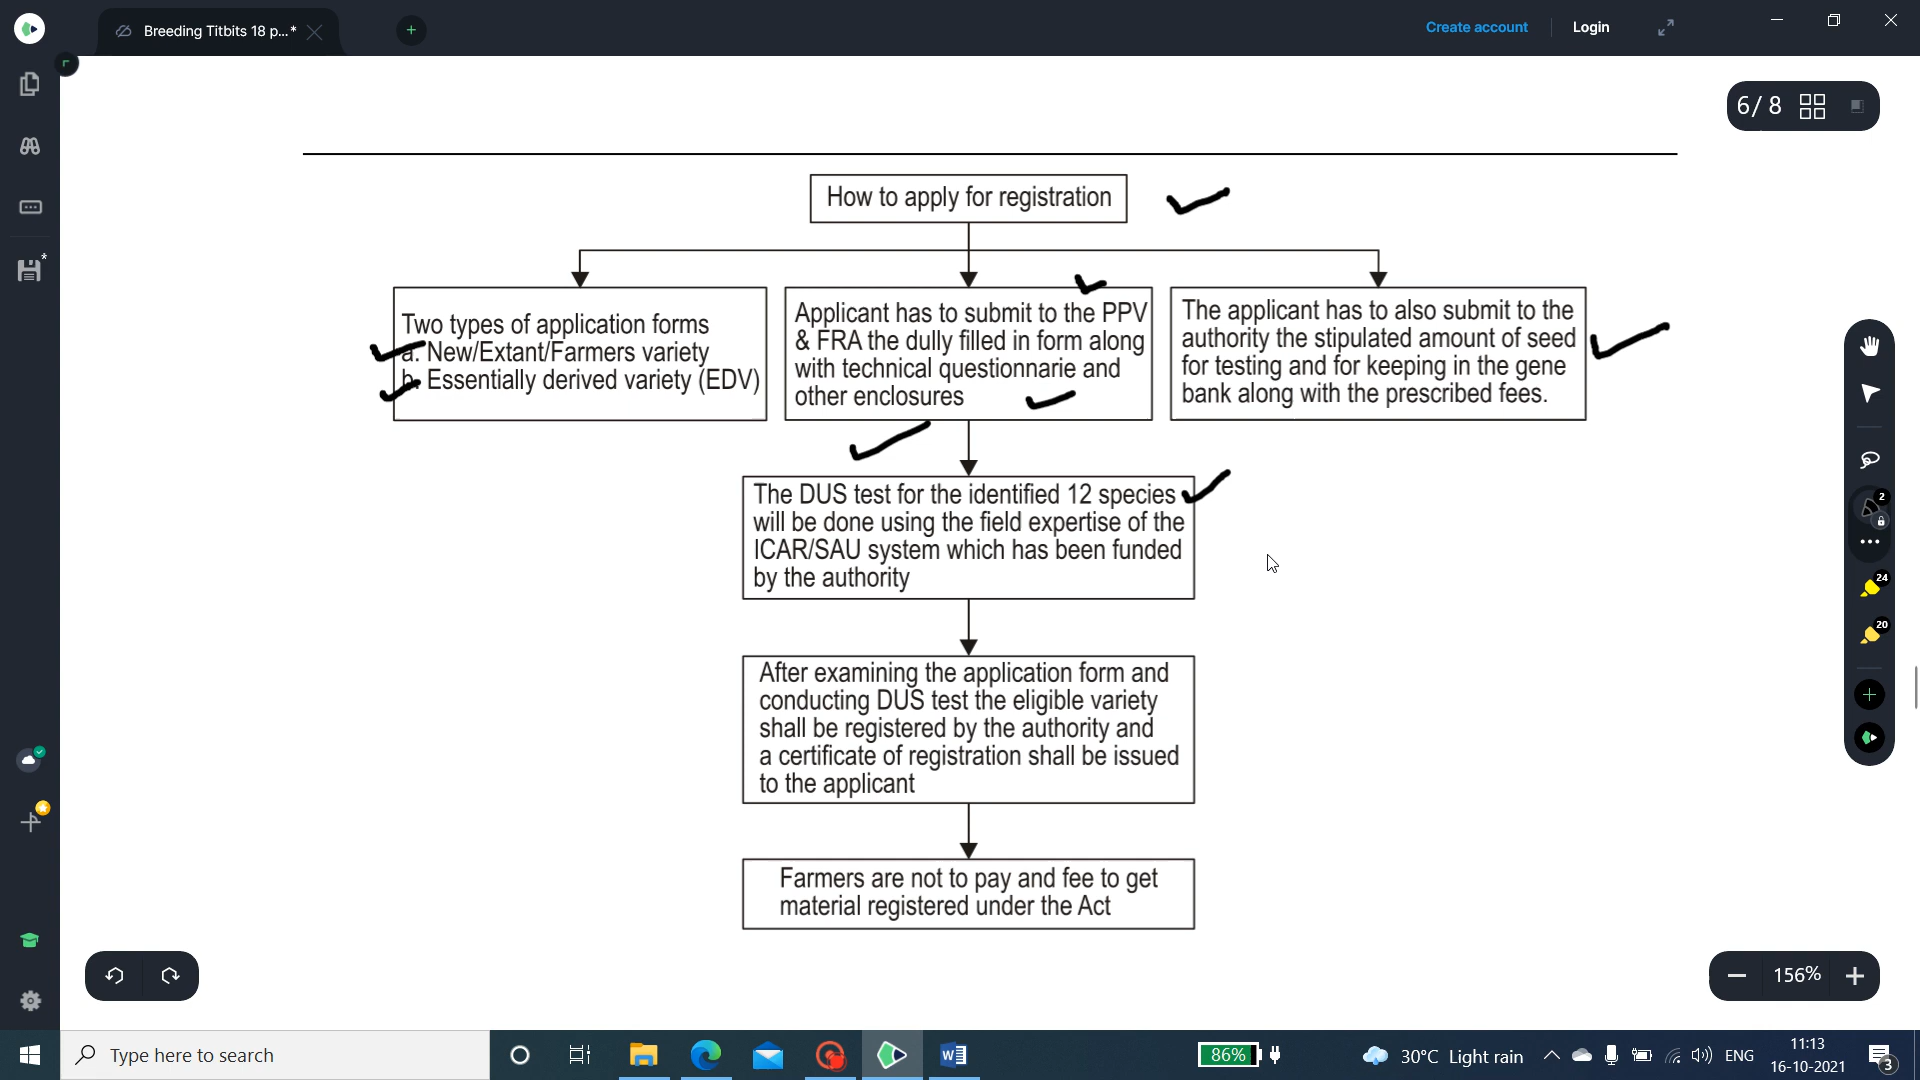 Breeding Titbits 18 p...*
Create account
Login
6/ 8
How to apply for registration
Two types of application forms
a. New/Extant/Farmers variety
b. Essentially derived variety (EDV)
Applicant has to submit to the PPV
& FRA the dully filled in form along
with technical questionnarie and
other enclosures
The applicant has to also submit to the
authority the stipulated amount of seed
for testing and for keeping in the gene
bank along with the prescribed fees.
The DUS test for the identified 12 species
will be done using the field expertise of the
ICAR/SAU system which has been funded
by the authority
After examining the application form and
conducting DUS test the eligible variety
shall be registered by the authority and
a certificate of registration shall be issued
to the applicant
Farmers are not to pay and fee to get
material registered under the Act
2
24
20
156%
Type here to search
86%
30°C Light rain
ENG
11:13
16-10-2021
3